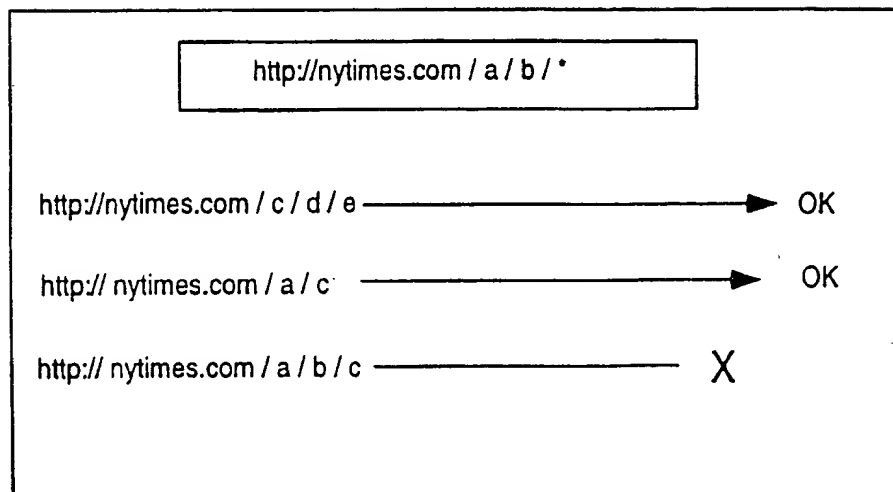 http://nytimes.com / a / b / *
http://nytimes.com / c / d / e OK
http:// nytimes.com / a / c OK
http:// nytimes.com / a / b / c X